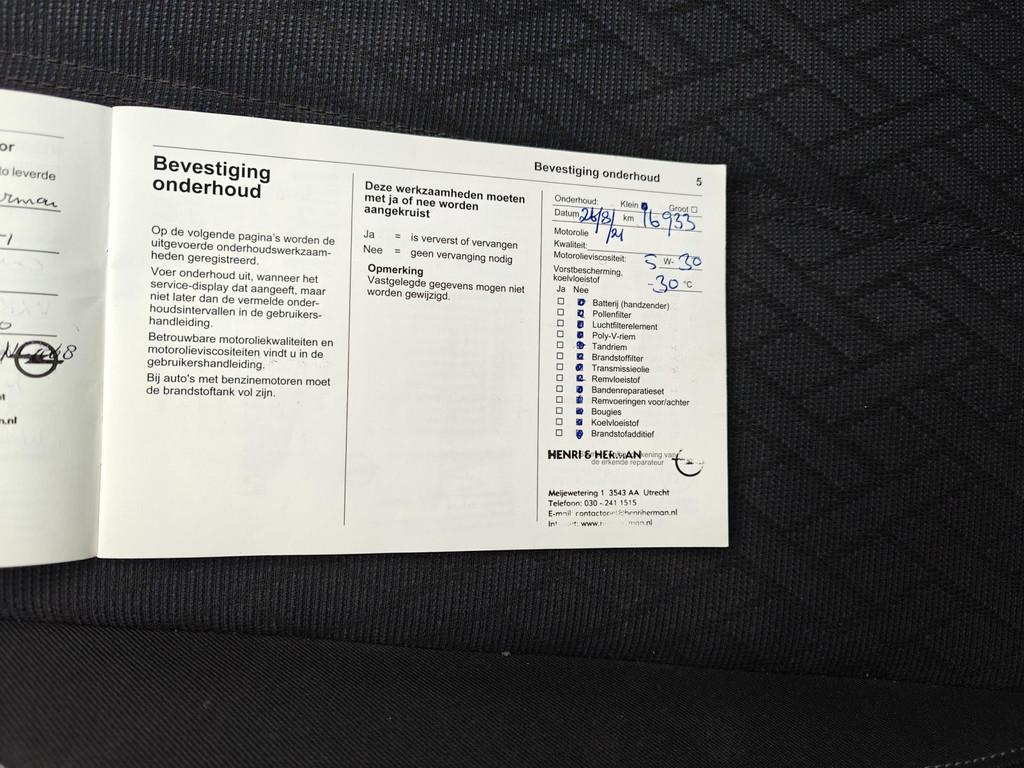 or
to leverde
rman
Bevestiging
onderhoud
Op de volgende pagina's worden de
uitgevoerde onderhoudswerkzaam-
heden geregistreerd.
Voer onderhoud uit, wanneer het
service-display dat aangeeft, maar
niet later dan de vermelde onder-
houdsintervallen in de gebruikers-
handleiding.
Betrouwbare motoroliekwaliteiten en
motorolieviscositeiten vindt u in de
gebruikershandleiding.
Bij auto's met benzinemotoren moet
de brandstoftank vol zijn.
Deze werkzaamheden moeten
met ja of nee worden
aangekruist
Ja = is ververst of vervangen
Nee = geen vervanging nodig
Opmerking
Vastgelegde gegevens mogen niet
worden gewijzigd.
Bevestiging onderhoud 5
Onderhoud: Klein Groot
Datum 26/8/21 km 16933
Motorolie
Kwaliteit:
Motorolieviscositeit: 5 W- 30
Vorstbescherming,
koelvloeistof -30 °C
Ja Nee
Batterij (handzender)
Pollenfilter
Luchtfilterelement
Poly-V-riem
Tandriem
Brandstoffilter
Transmissieolie
Remvloeistof
Bandenreparatieset
Remvoeringen voor/achter
Bougies
Koelvloeistof
Brandstofadditief
HENRI & HERMAN
de erkende reparateur
Meijewetering 1 3543 AA Utrecht
Telefoon: 030 - 241 1515